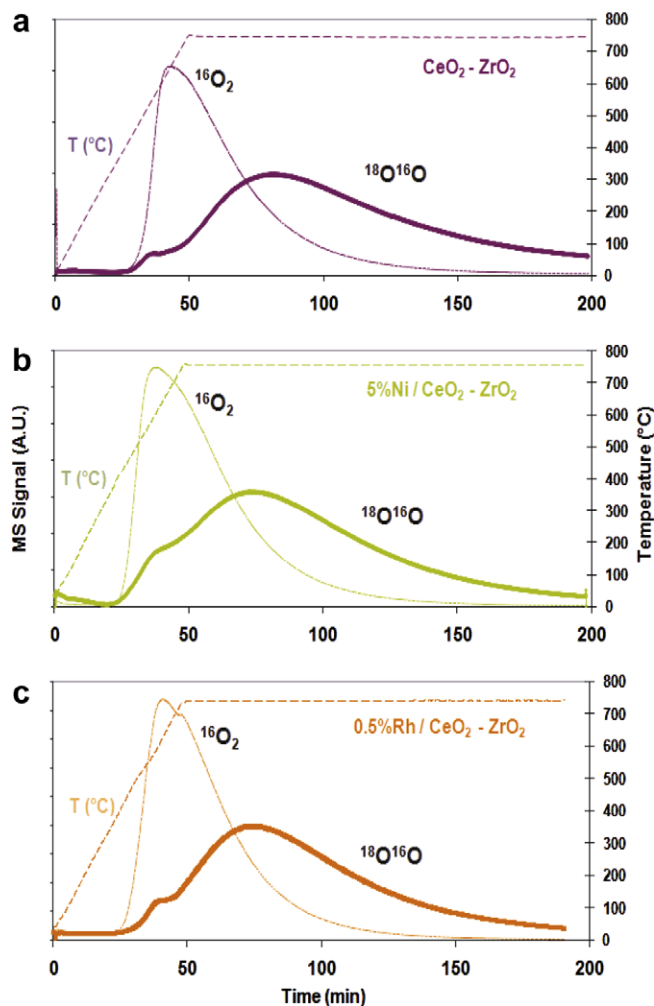 a
800
700
600
500
400
300
200
100
0
¹⁶O₂
CeO₂ - ZrO₂
T (°C)
¹⁸O¹⁶O
0 50 100 150 200
b
800
700
600
500
400
300
200
100
0
¹⁶O₂
5%Ni / CeO₂ - ZrO₂
T (°C)
¹⁸O¹⁶O
0 50 100 150 200
MS Signal (A.U.)
Temperature (°C)
c
800
700
600
500
400
300
200
100
0
¹⁶O₂
0.5%Rh / CeO₂ - ZrO₂
T (°C)
¹⁸O¹⁶O
0 50 100 150 200
Time (min)